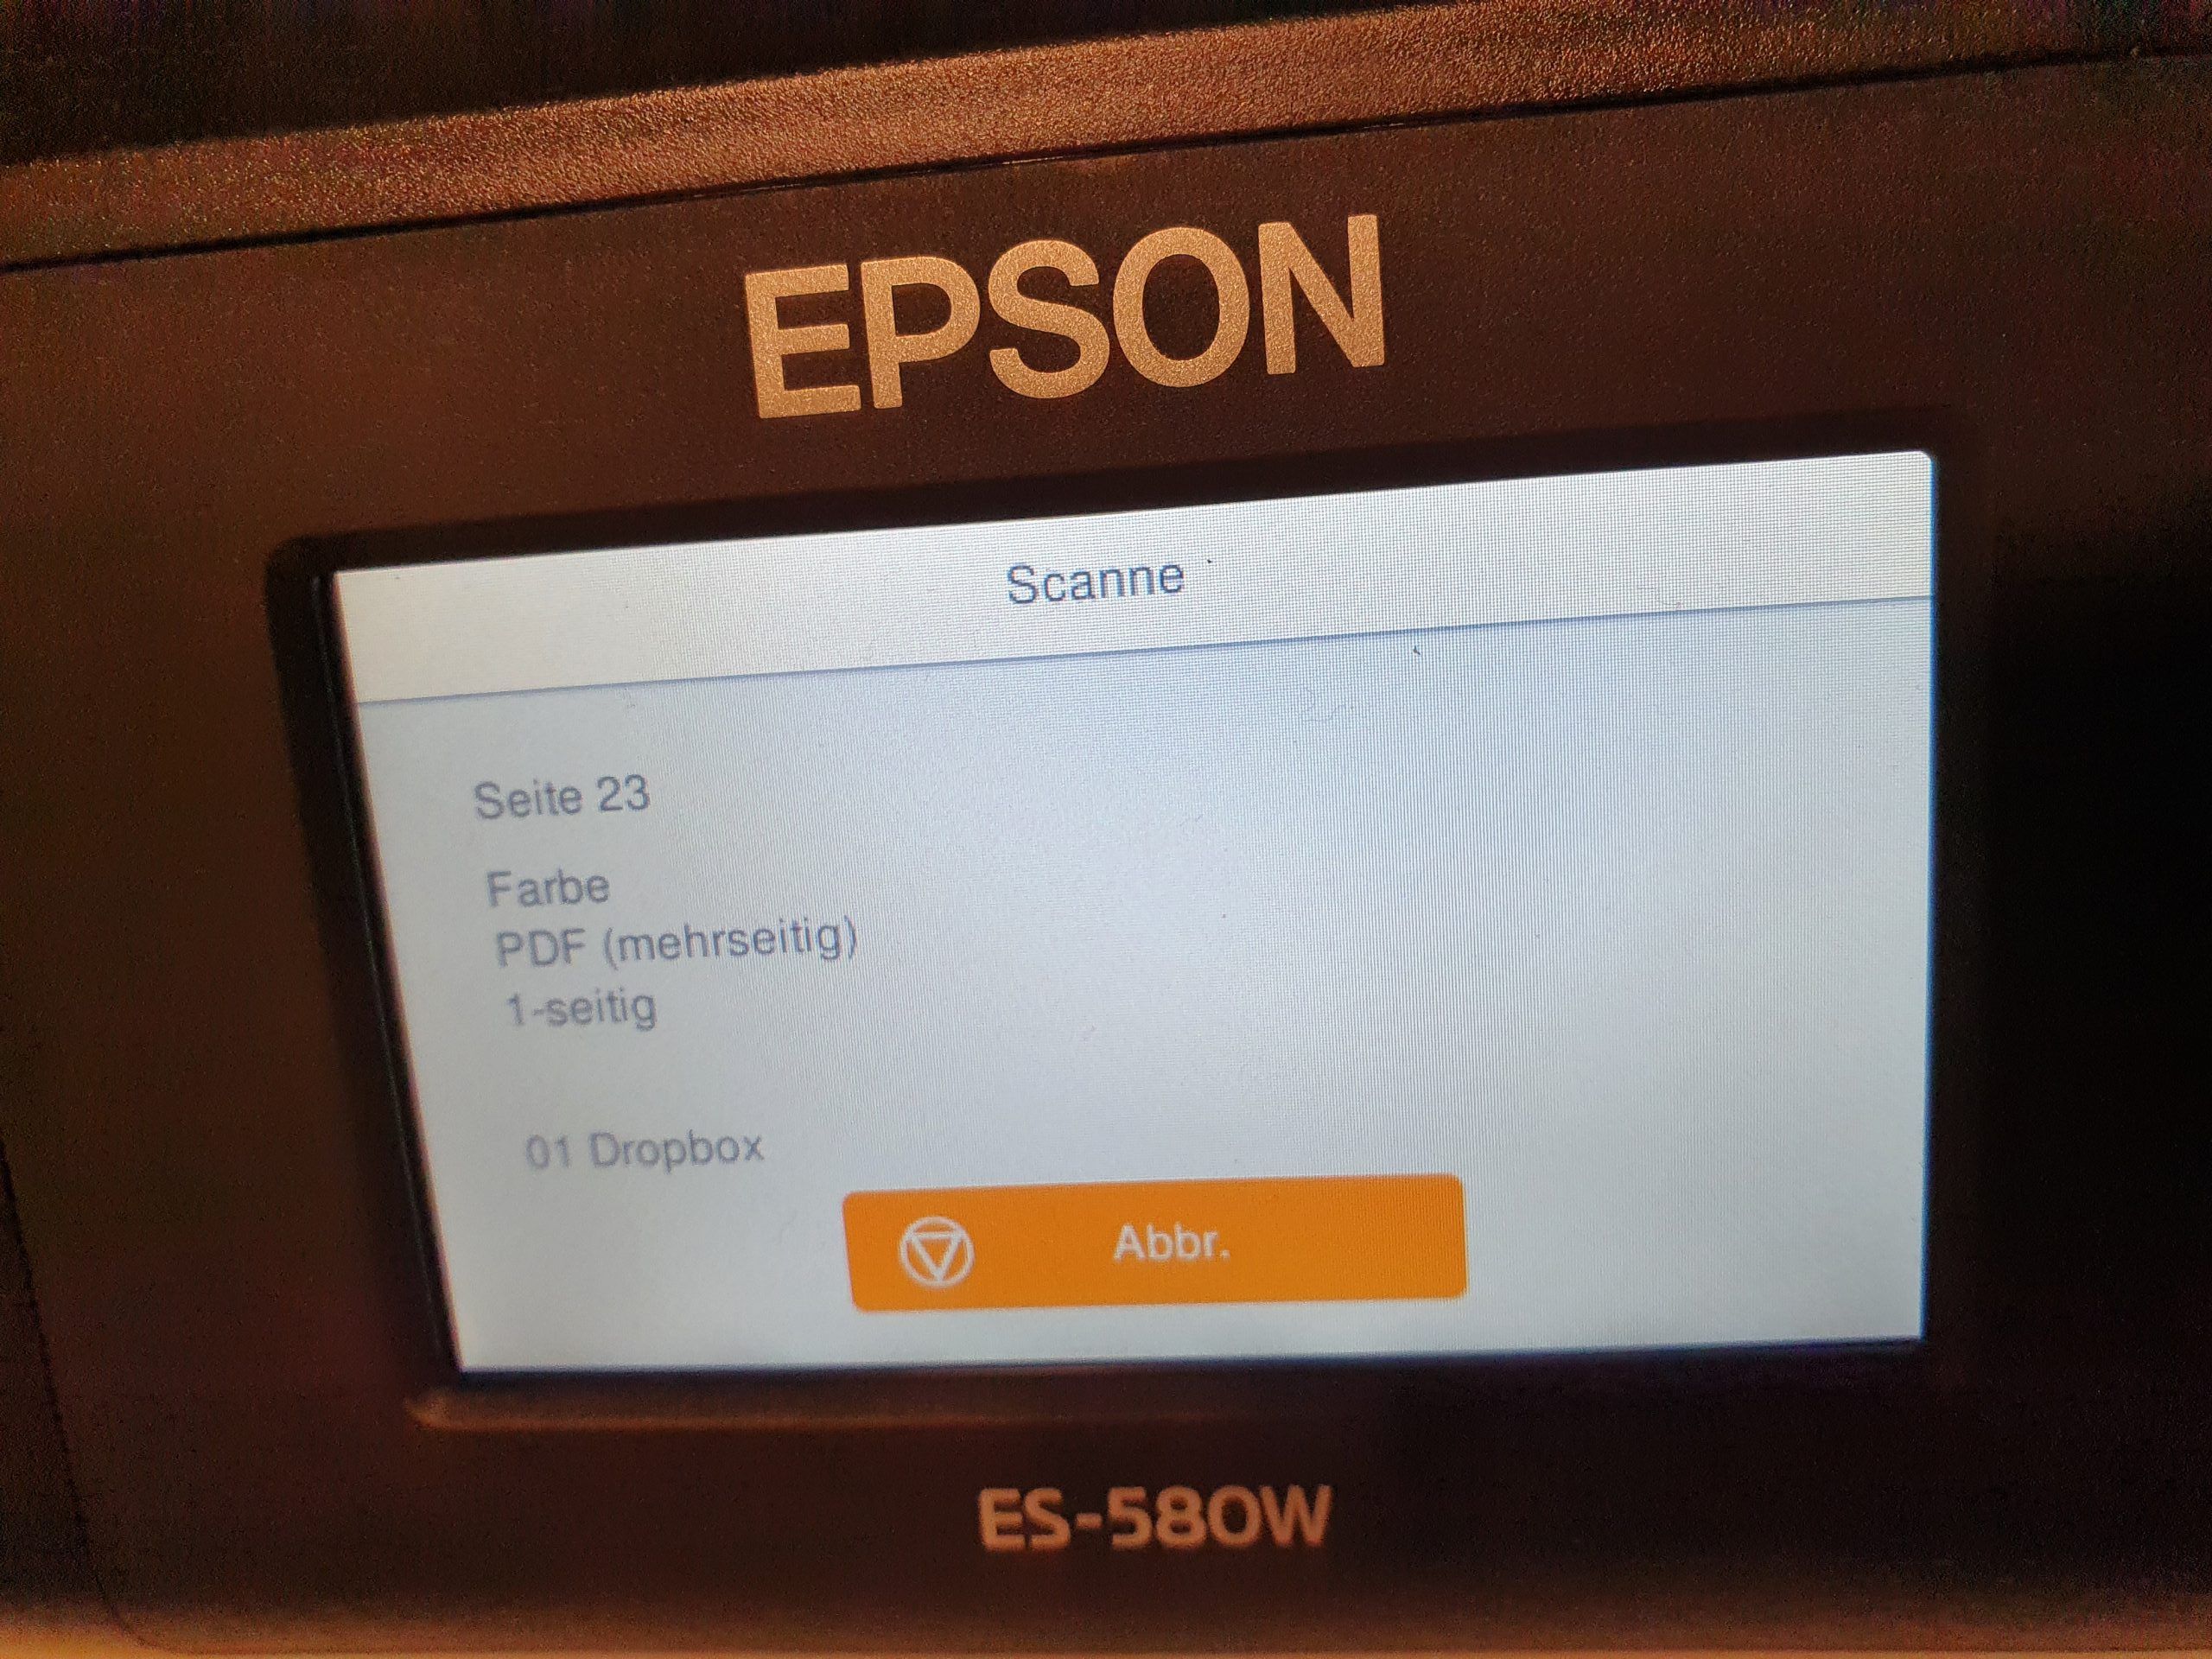 EPSON
Scanne
Seite 23
Farbe
PDF (mehrseitig)
1-seitig
01 Dropbox
Abbr.
ES-580W